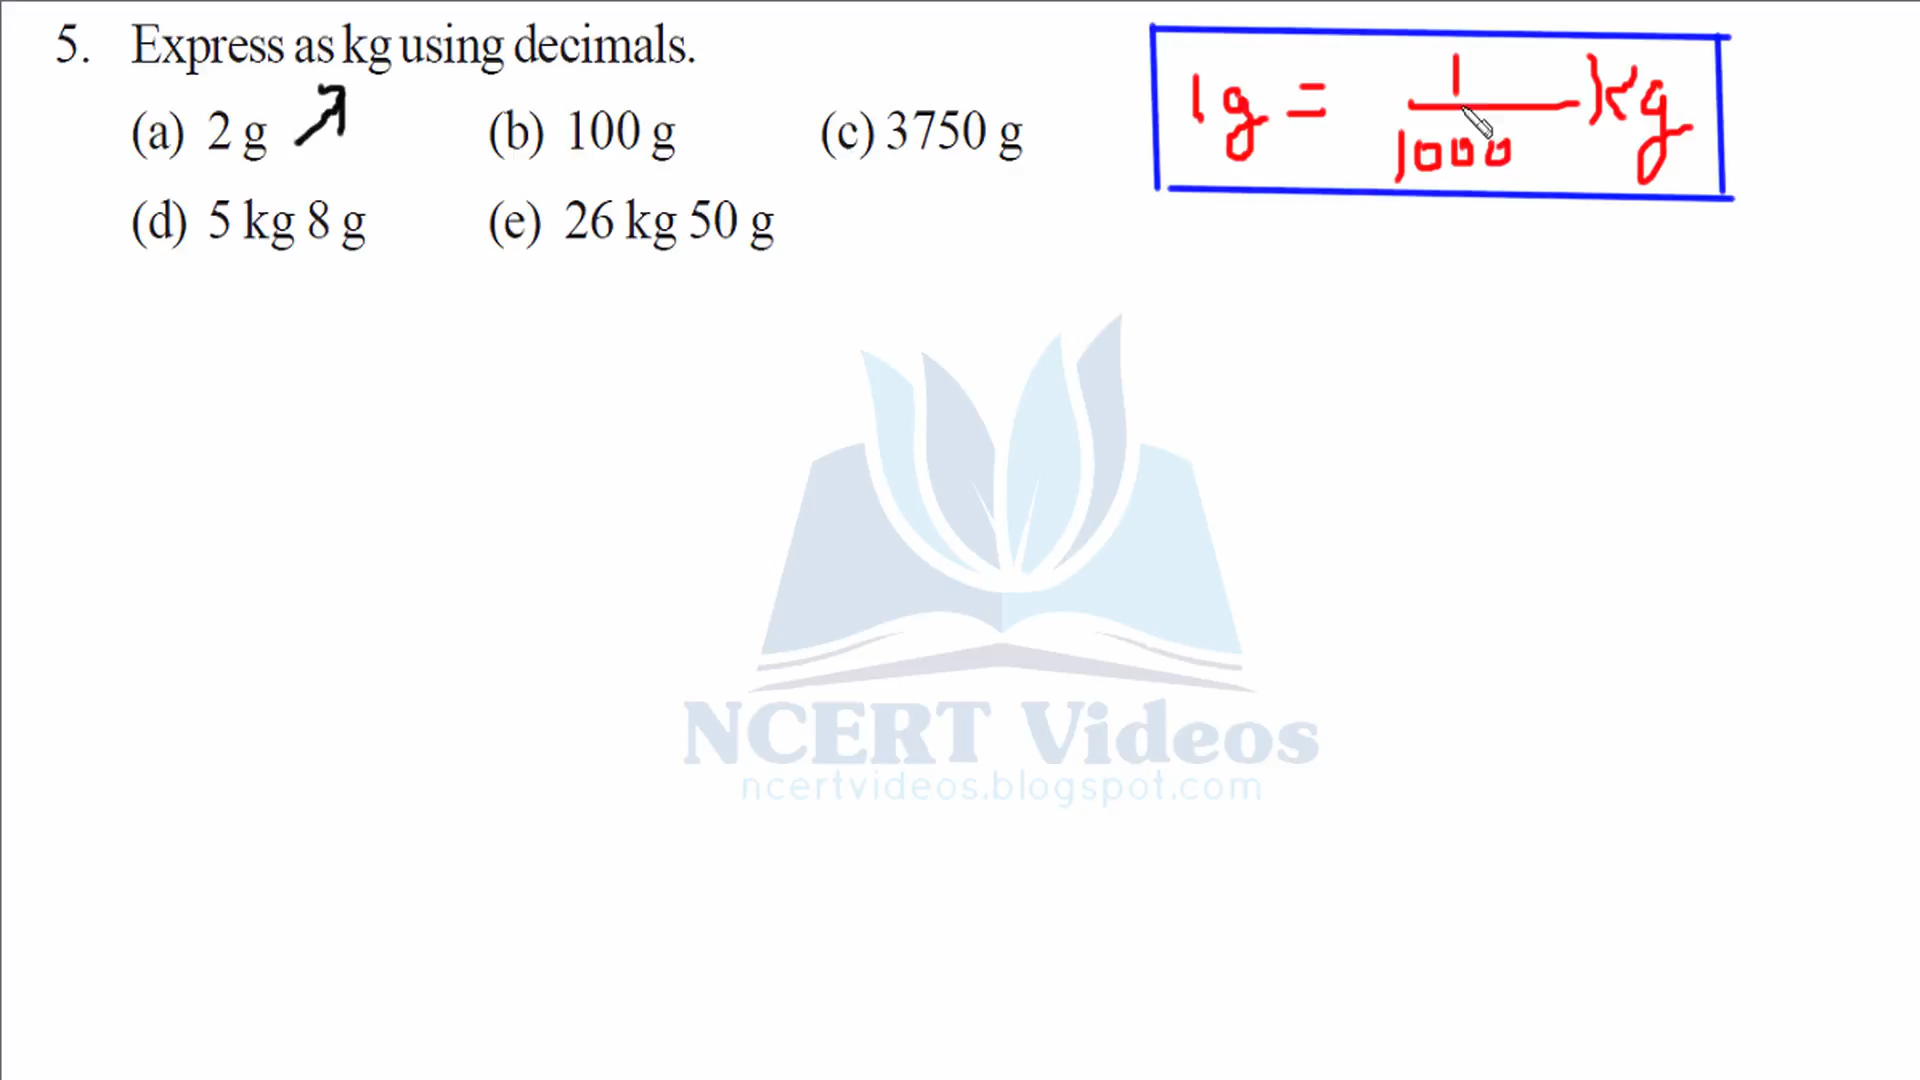 5. Express as kg using decimals.
(a) 2 g (b) 100 g (c) 3750 g
(d) 5 kg 8 g (e) 26 kg 50 g
1g = 1/1000 kg
NCERT Videos
ncertvideos.blogspot.com